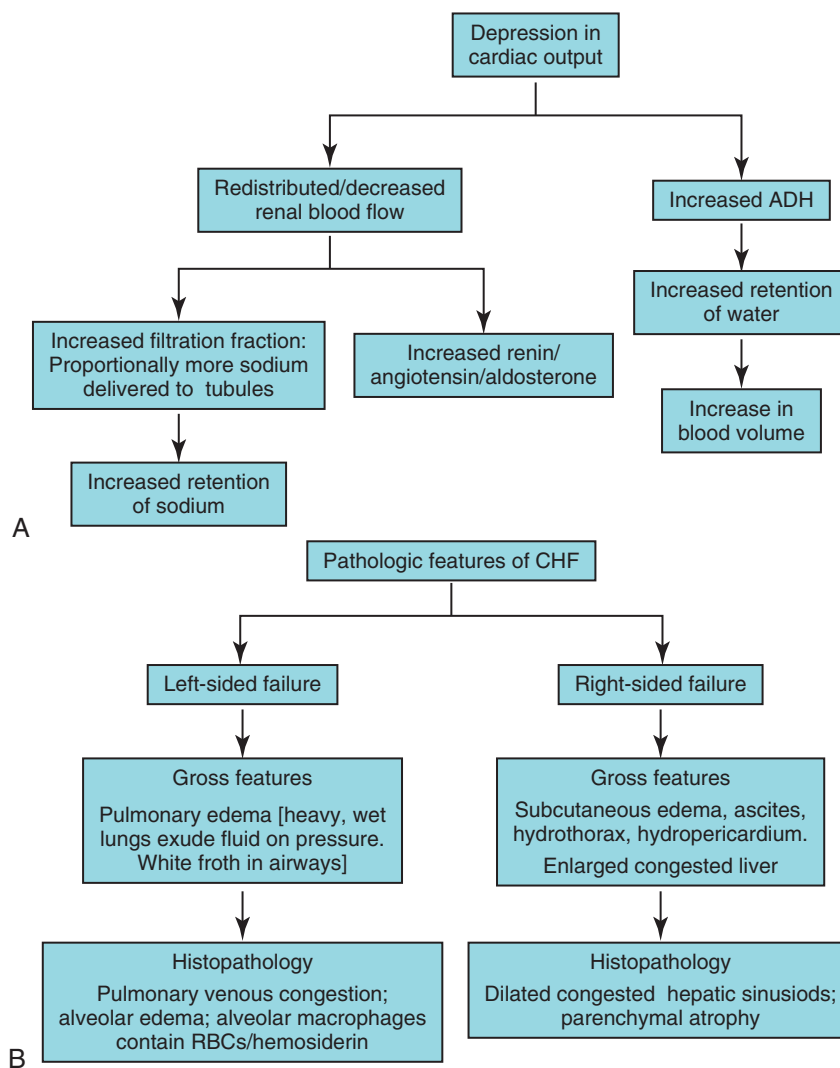 Depression in
cardiac output
Redistributed/decreased
renal blood flow
Increased ADH
Increased filtration fraction:
Proportionally more sodium
delivered to tubules
Increased renin/
angiotensin/aldosterone
Increased retention
of water
Increase in
blood volume
Increased retention
of sodium
A
Pathologic features of CHF
Left-sided failure
Right-sided failure
Gross features
Pulmonary edema [heavy, wet
lungs exude fluid on pressure.
White froth in airways]
Gross features
Subcutaneous edema, ascites,
hydrothorax, hydropericardium.
Enlarged congested liver
Histopathology
Pulmonary venous congestion;
alveolar edema; alveolar macrophages
contain RBCs/hemosiderin
Histopathology
Dilated congested hepatic sinusiods;
parenchymal atrophy
B